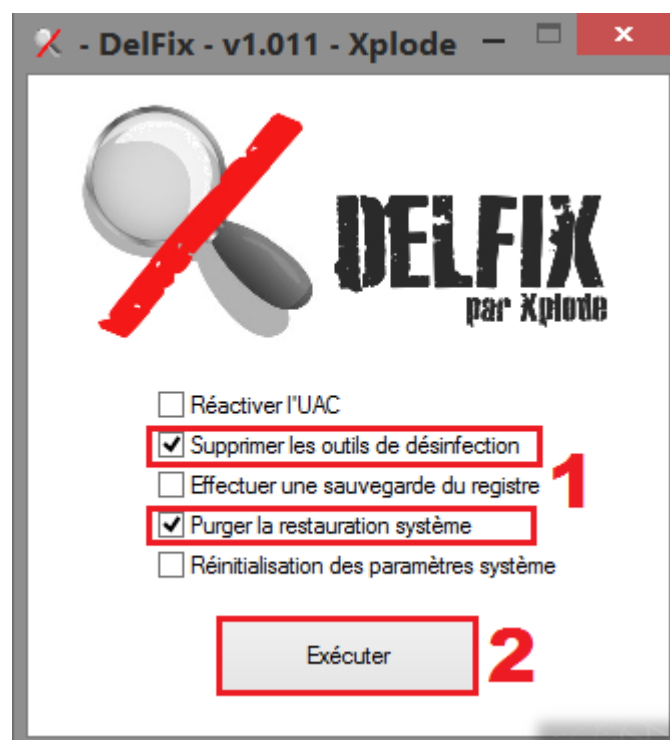 - DelFix - v1.011 - Xplode
DELFIX
par Xplode
Réactiver l'UAC
Supprimer les outils de désinfection
Effectuer une sauvegarde du registre
1
Purger la restauration système
Réinitialisation des paramètres système
Exécuter
2